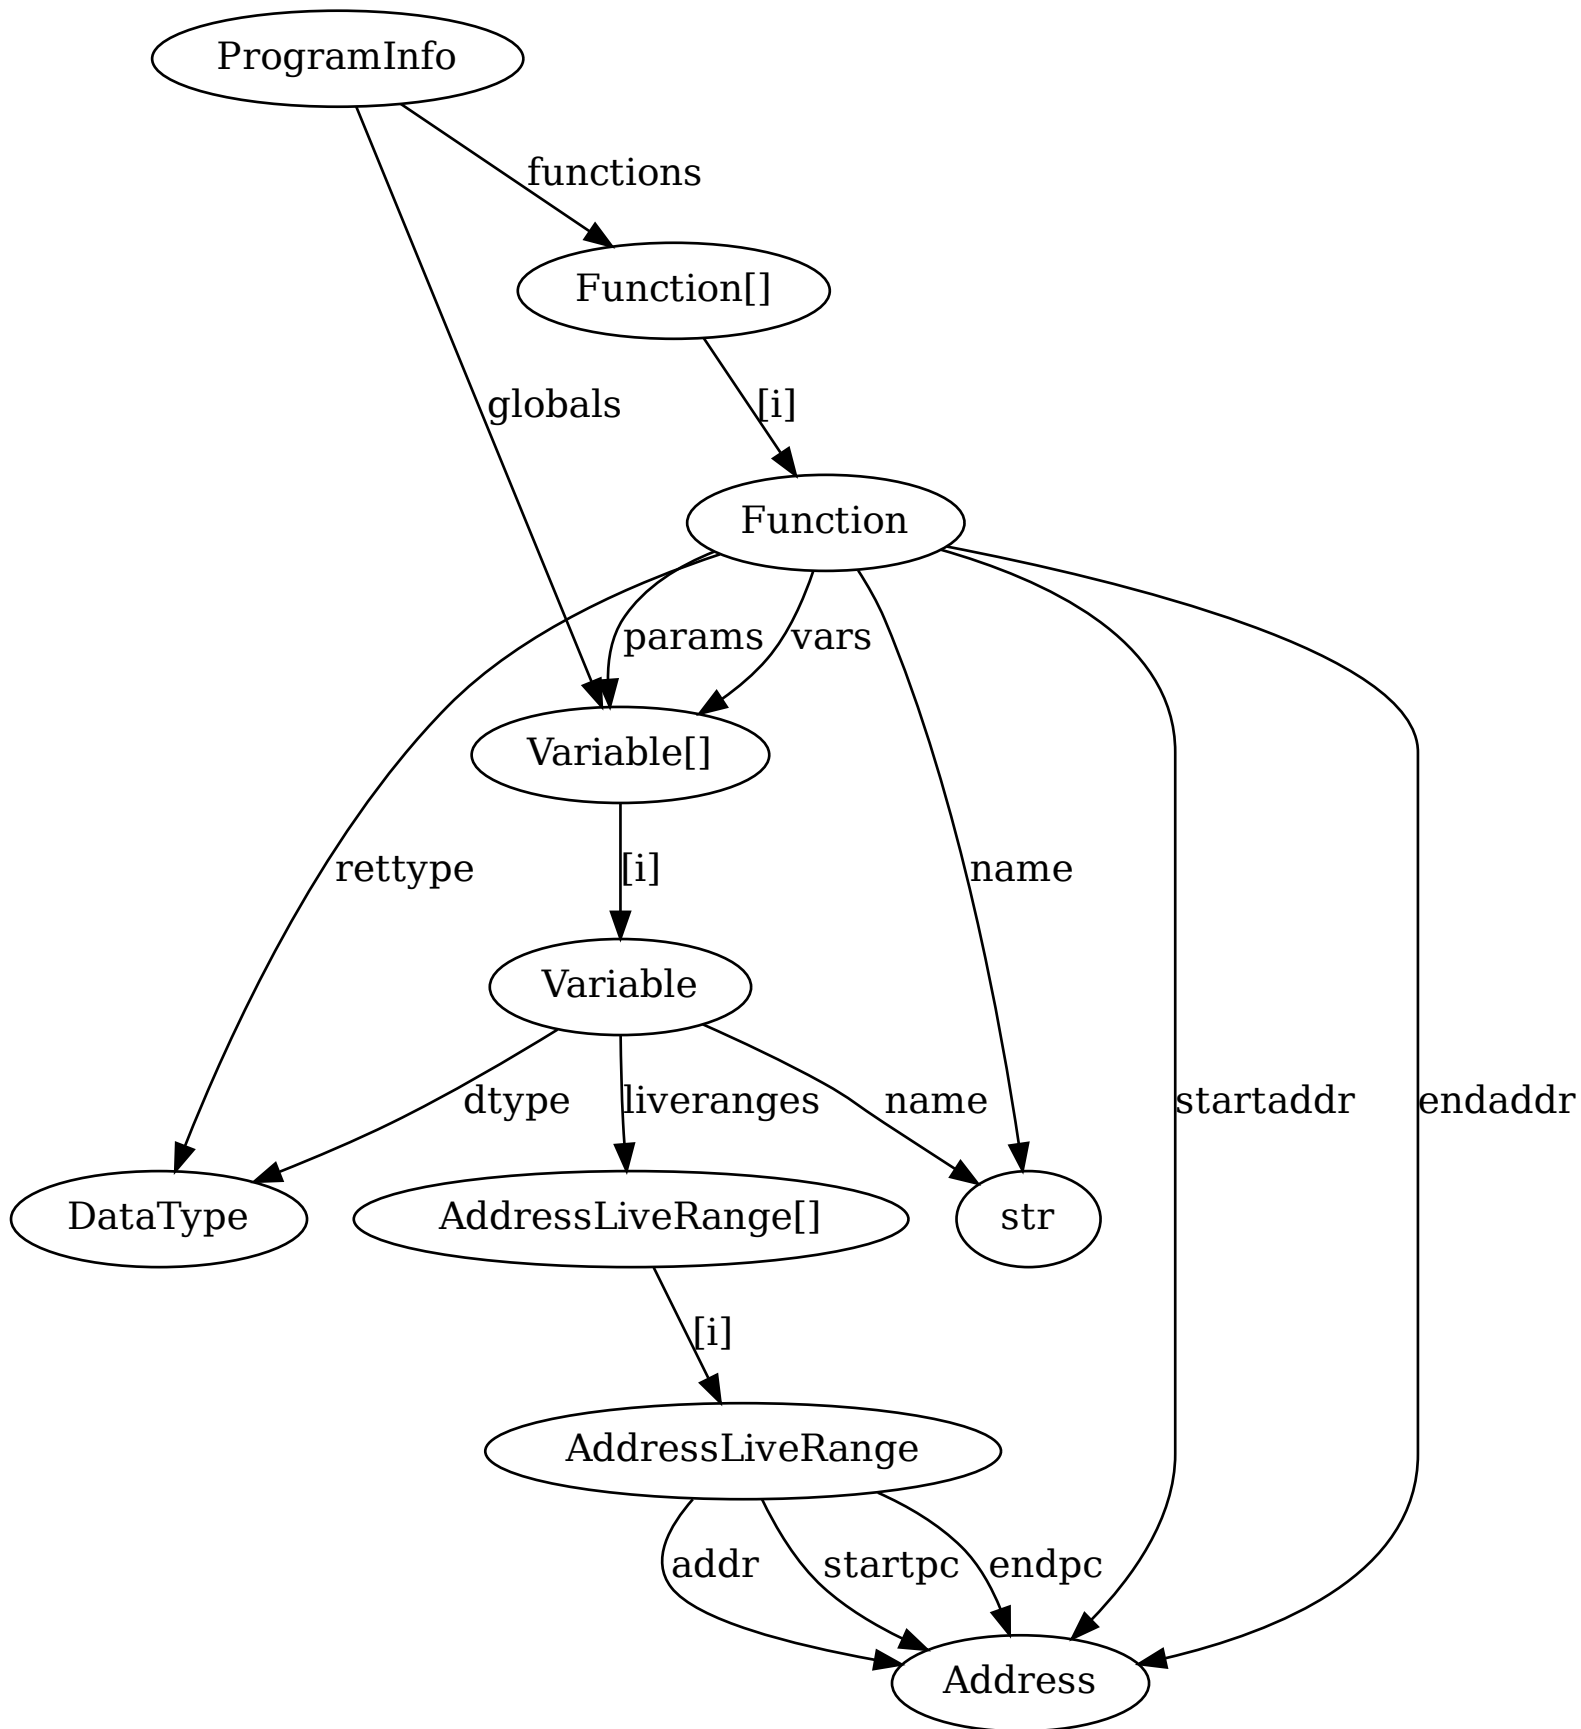 ProgramInfo
functions
Function[]
globals
[i]
Function
params
vars
Variable[]
rettype
[i]
name
Variable
dtype
liveranges
name
startaddr
endaddr
DataType
AddressLiveRange[]
str
[i]
AddressLiveRange
addr
startpc
endpc
Address